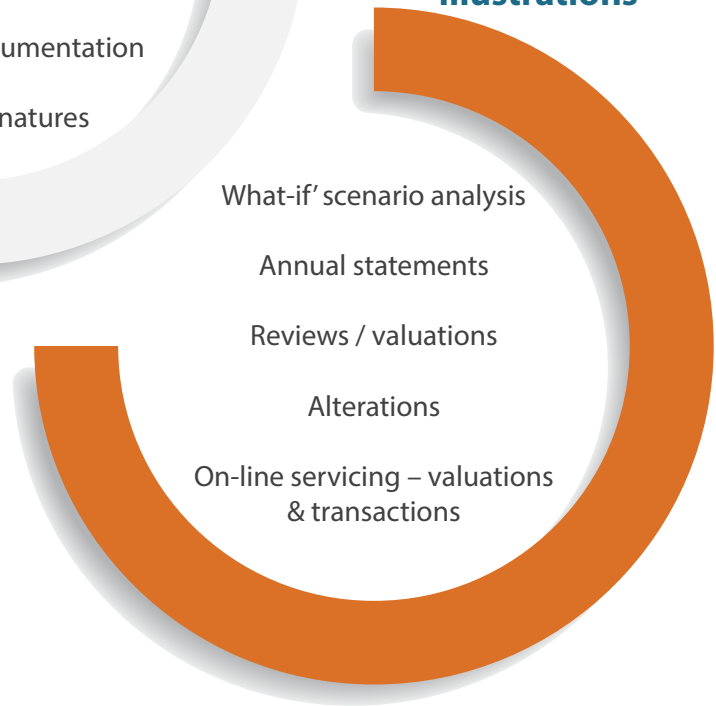 umentation
natures
What-if’ scenario analysis
Annual statements
Reviews / valuations
Alterations
On-line servicing – valuations
& transactions